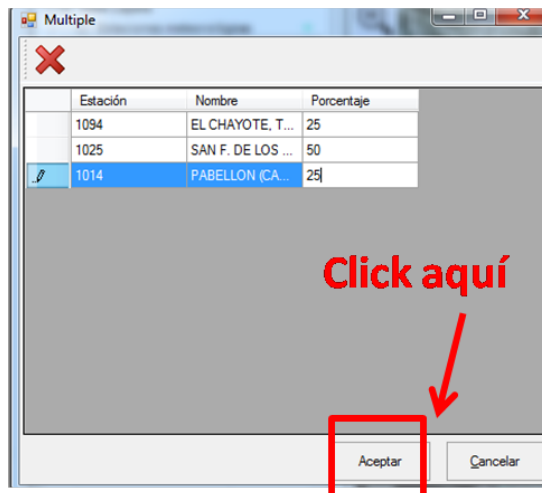 Multiple
Estación Nombre Porcentaje
1094 EL CHAYOTE, T... 25
1025 SAN F. DE LOS ... 50
1014 PABELLON (CA... 25
Click aquí
Aceptar Cancelar